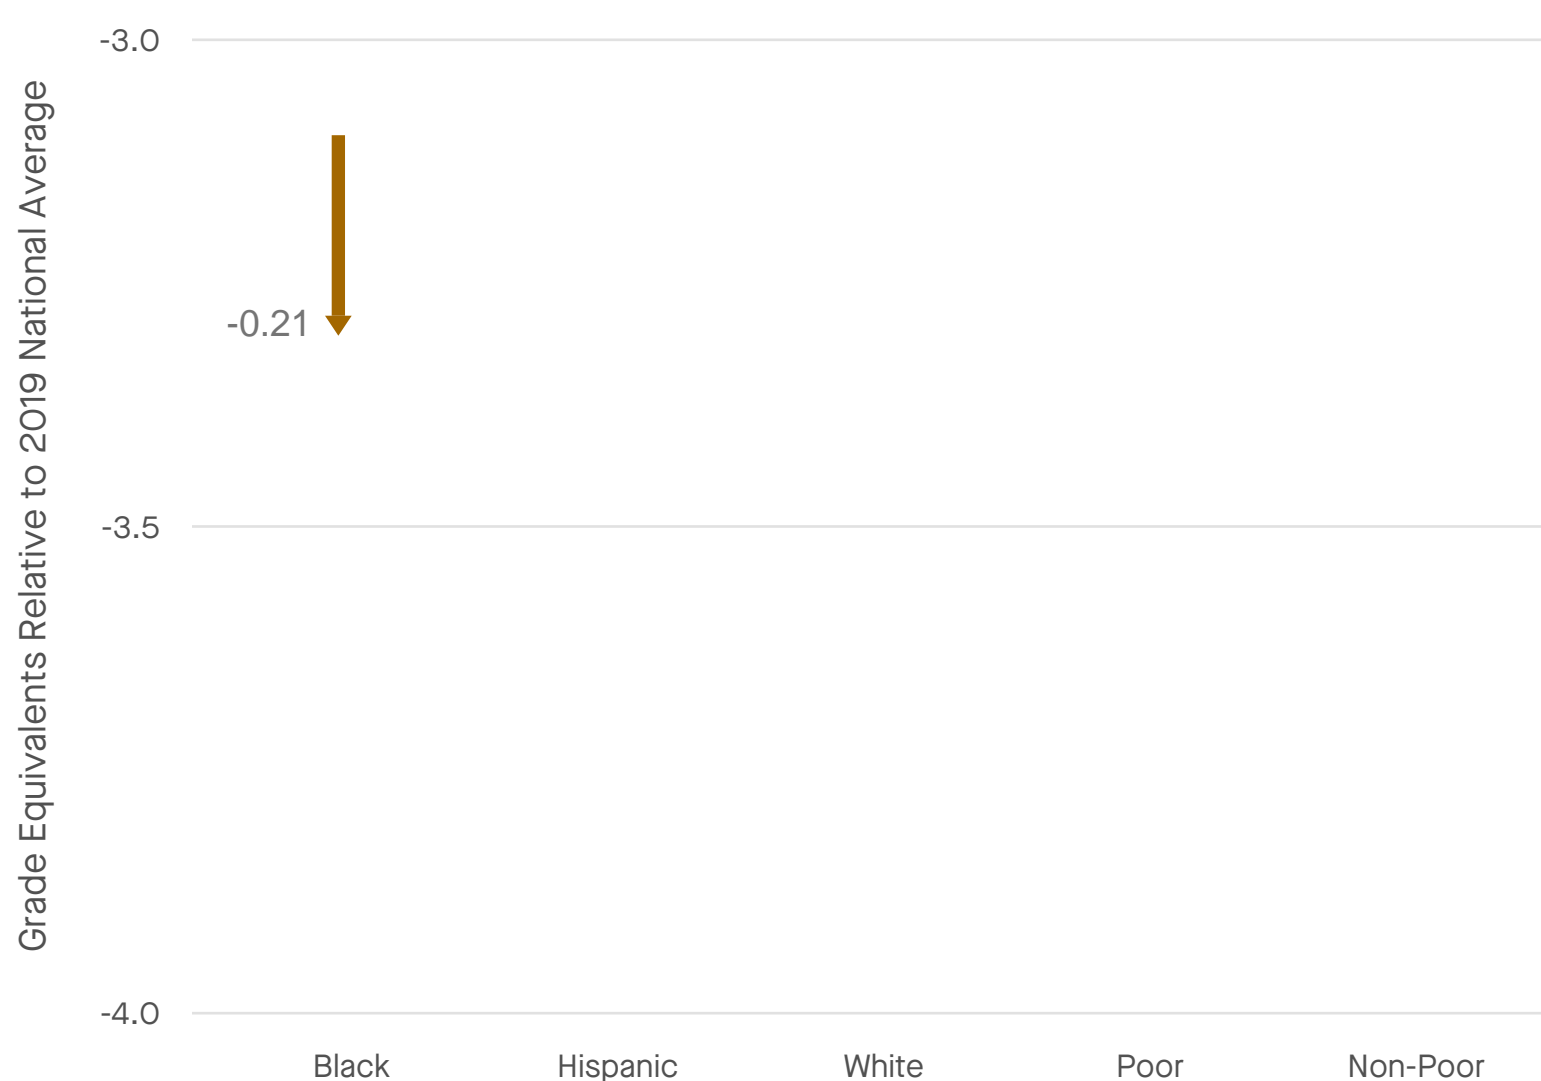 Grade Equivalents Relative to 2019 National Average
-3.0
-0.21
-3.5
-4.0
Black Hispanic White Poor Non-Poor